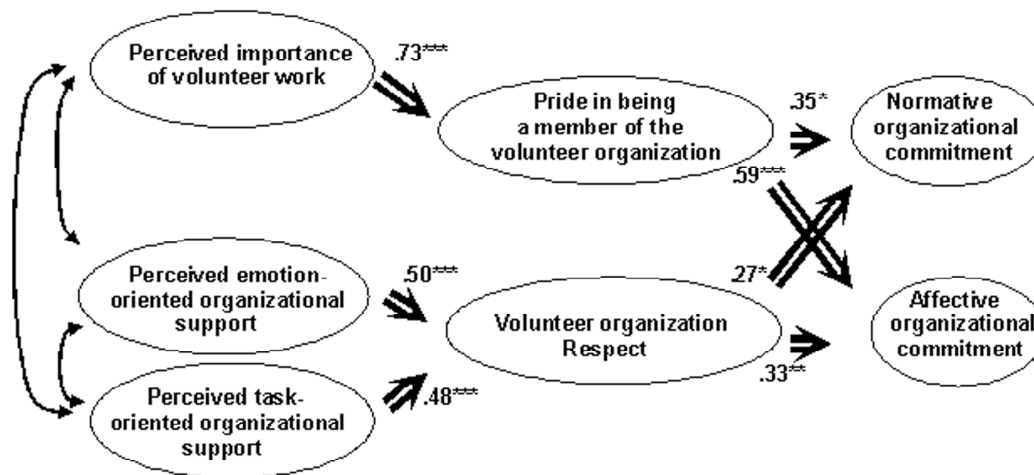 Perceived importance
of volunteer work
.73***
Pride in being
a member of the
volunteer organization
.35*
.59***
Normative
organizational
commitment
Perceived emotion-
oriented organizational
support
.50***
Volunteer organization
Respect
.27*
.33**
Affective
organizational
commitment
Perceived task-
oriented organizational
support
.48***